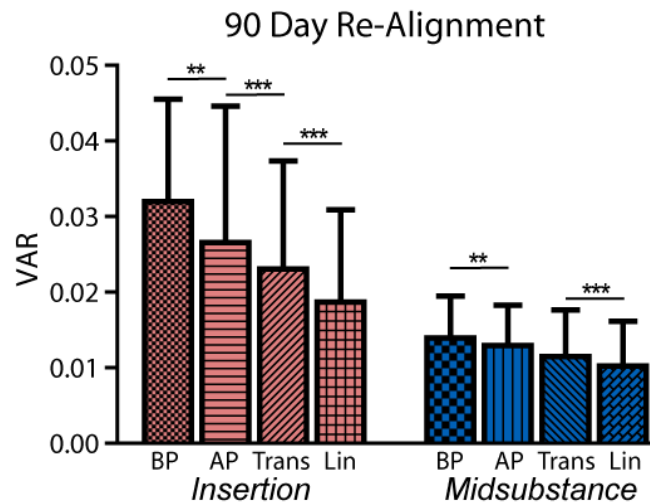 90 Day Re-Alignment
VAR
0.05
0.04
0.03
0.02
0.01
0.00
** *** ***
** ***
BP AP Trans Lin BP AP Trans Lin
Insertion Midsubstance